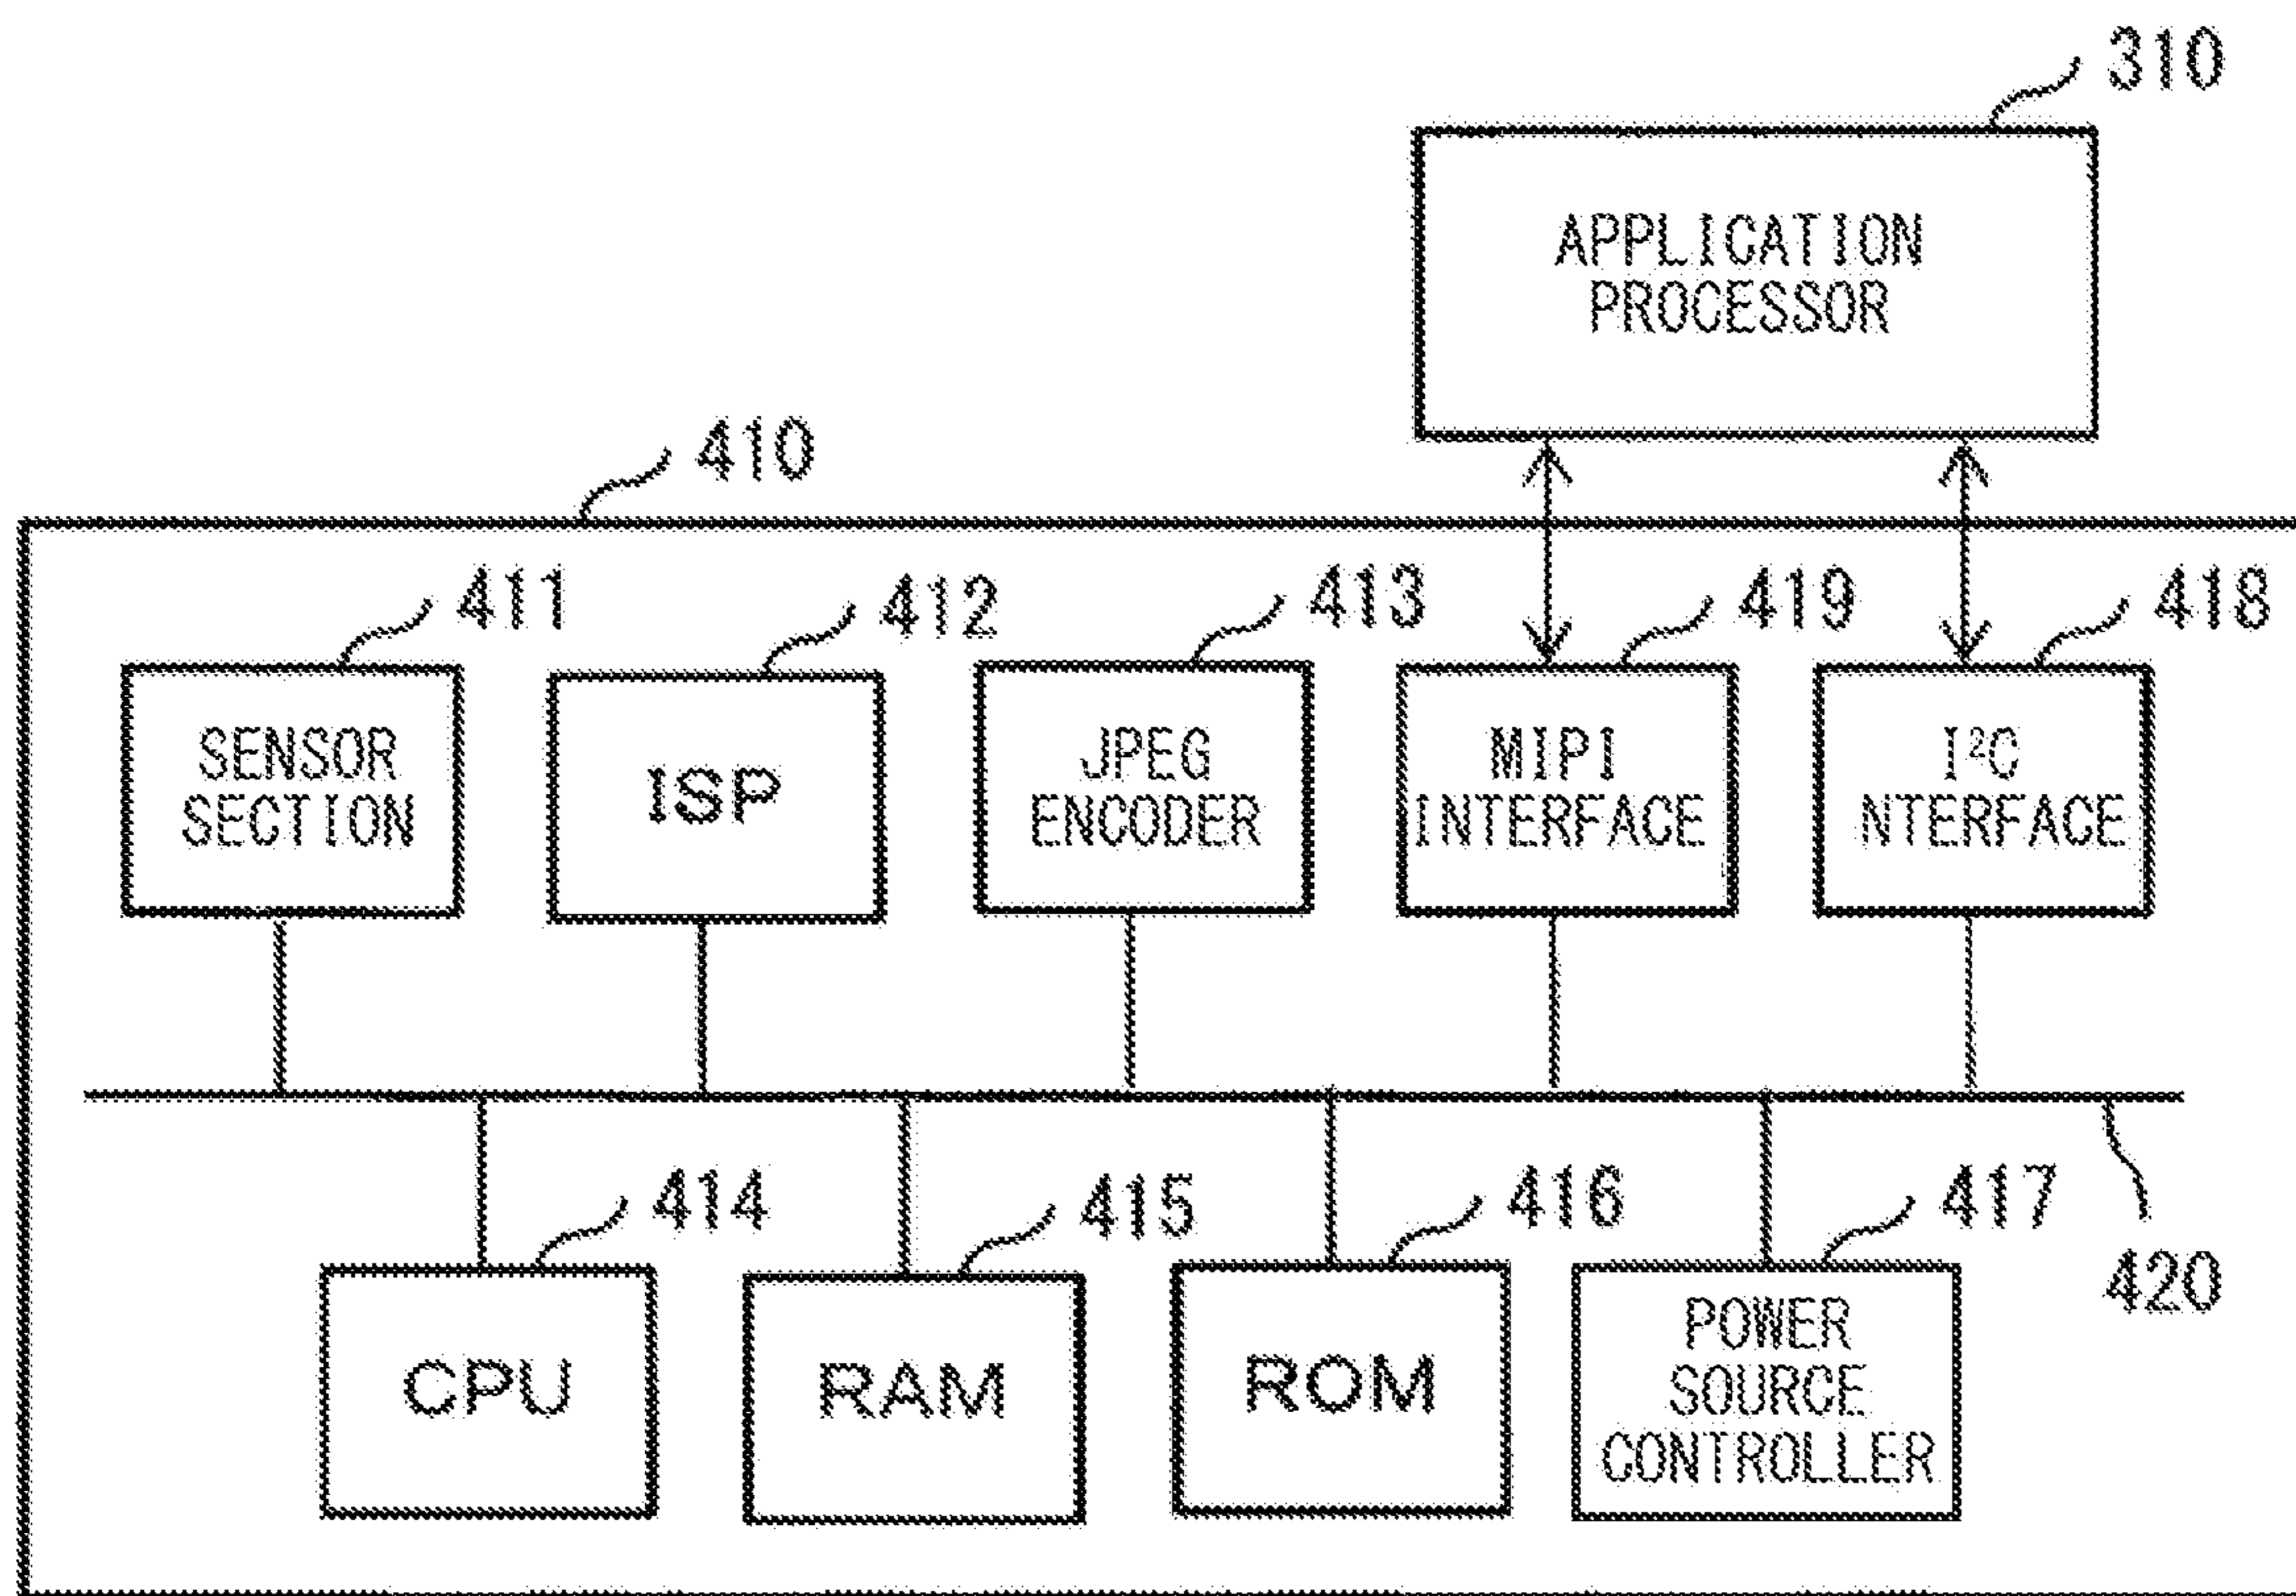 310
APPLICATION
PROCESSOR
410
411
412
413
419
418
SENSOR
SECTION
ISP
JPEG
ENCODER
MIPI
INTERFACE
I²C
NTERFACE
414
415
416
417
420
CPU
RAM
ROM
POWER
SOURCE
CONTROLLER